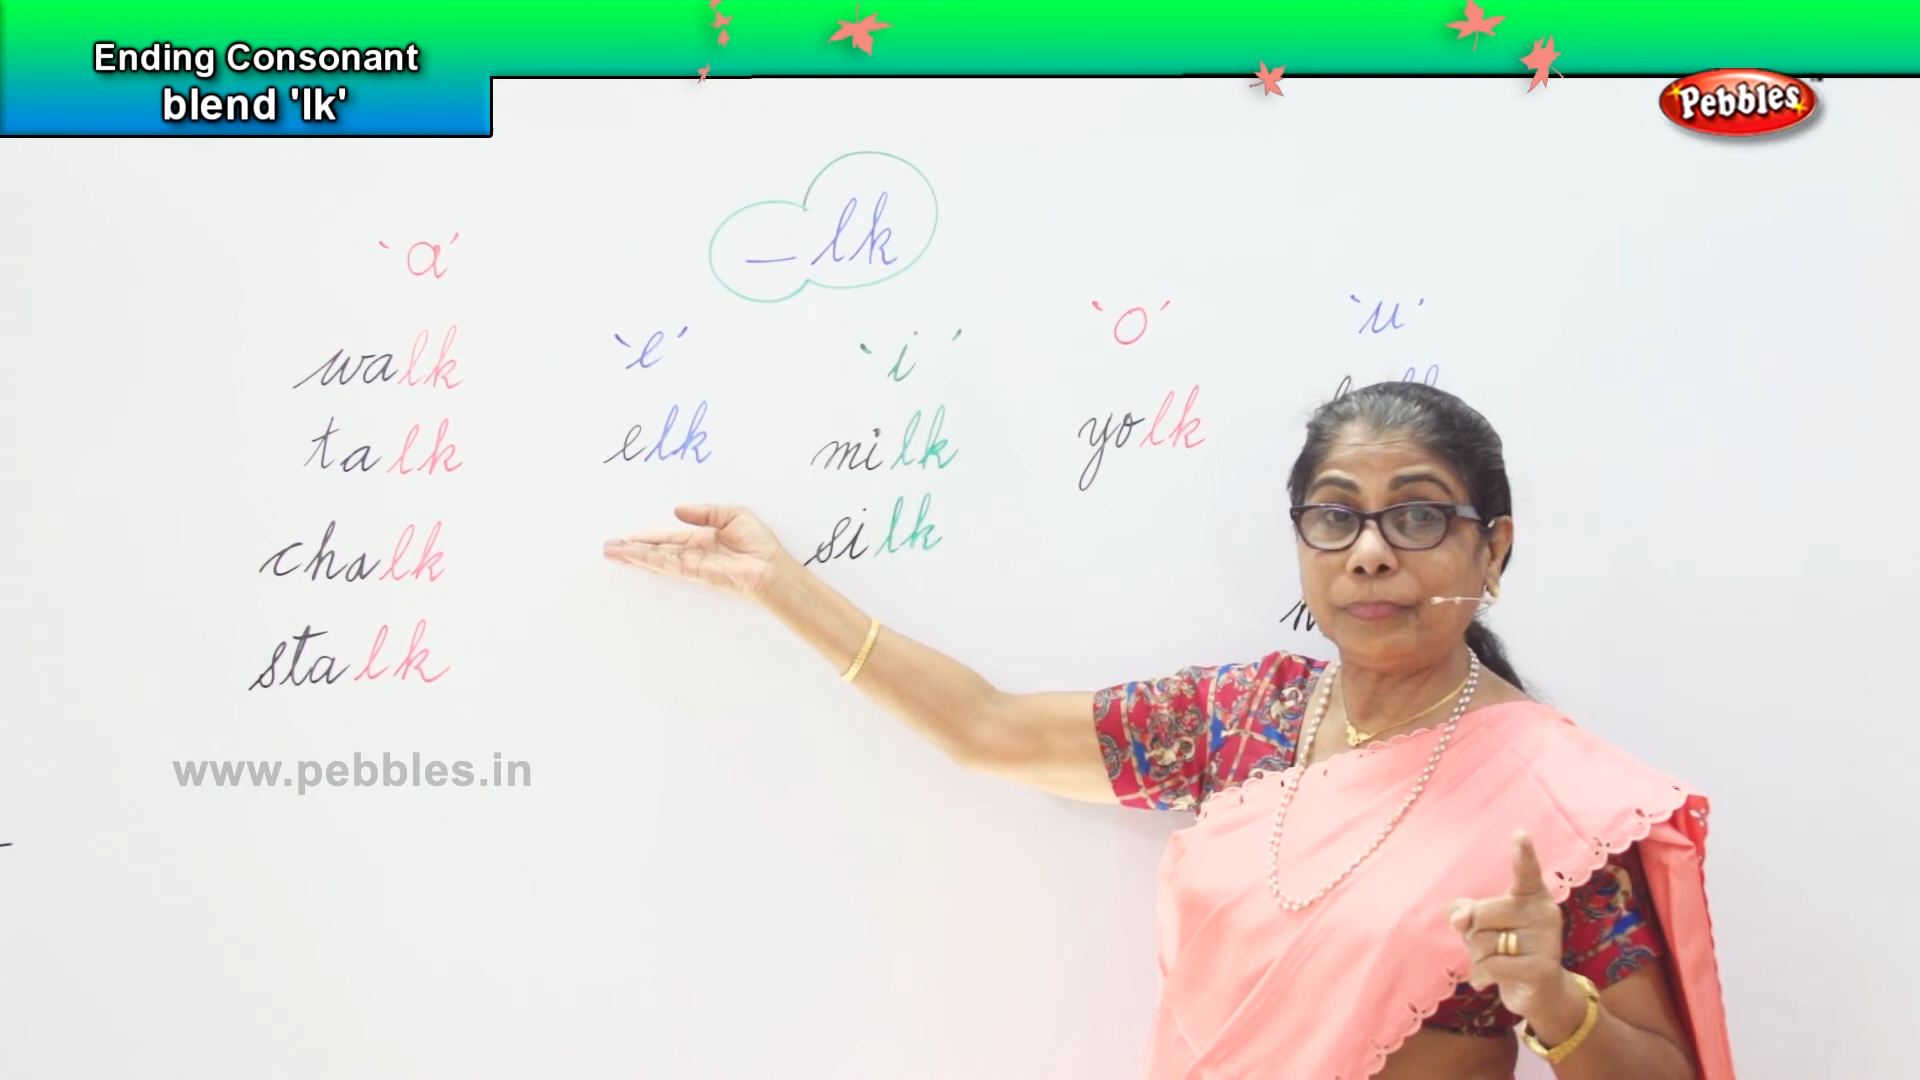 Ending Consonant
blend 'lk'
Pebbles
_ lk
'a'
walk
talk
chalk
stalk
'e'
elk
'i'
milk
silk
'o'
yolk
'u'
www.pebbles.in